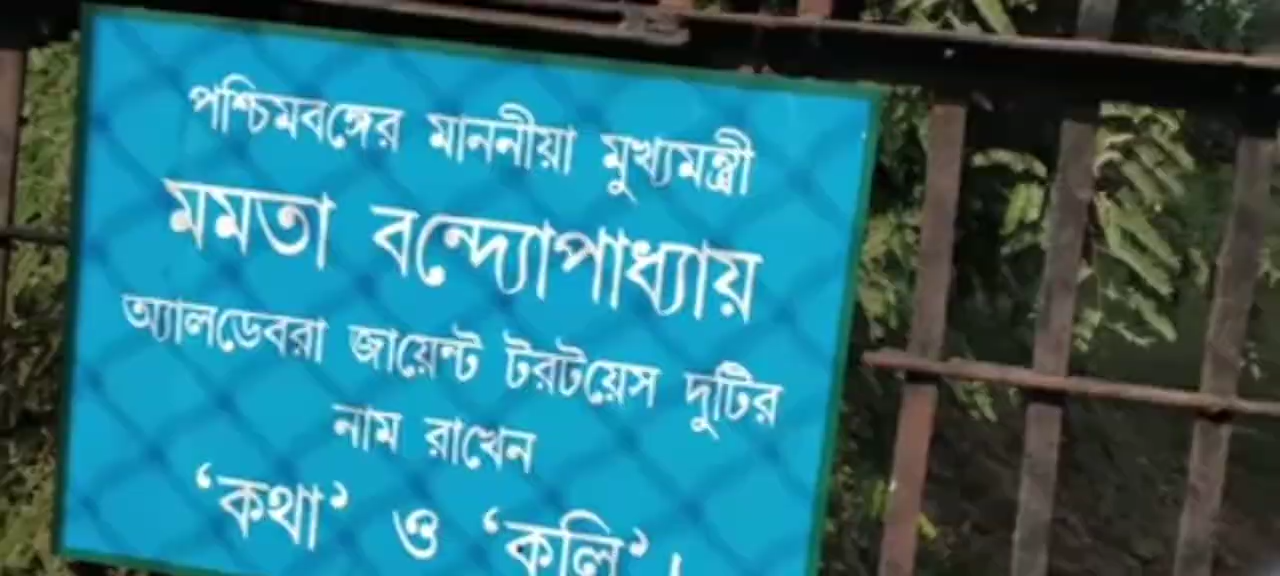 পশ্চিমবঙ্গের মাননীয়া মুখ্যমন্ত্রী
মমতা বন্দ্যোপাধ্যায়
অ্যালডেবরা জায়েন্ট টরটয়েস দুটির
নাম রাখেন
‘কথা’ ও ‘কলি’।